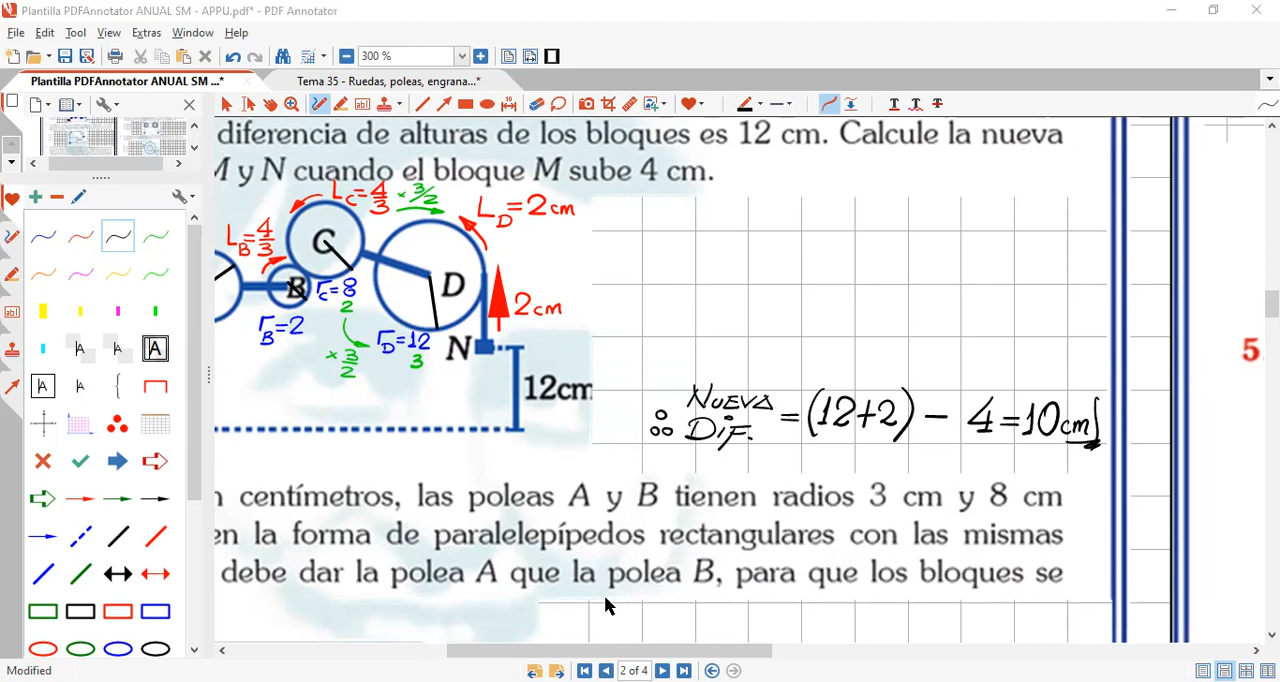 Plantilla PDFAnnotator ANUAL SM - APPU.pdf* - PDF Annotator
File Edit Tool View Extras Window Help
300 %
Plantilla PDFAnnotator ANUAL SM ...*
Tema 35 - Ruedas, poleas, engrana...*
diferencia de alturas de los bloques es 12 cm. Calcule la nueva
M y N cuando el bloque M sube 4 cm.
L_C = 4/3 × 3/2
L_D = 2cm
L_B = 4/3
C
B
D
r_C = 8
2
2cm
r_B = 2
r_D = 12
3
× 3/2
N
12cm
5
∴ NUEVA DIF. = (12+2) - 4 = 10cm
n centímetros, las poleas A y B tienen radios 3 cm y 8 cm
en la forma de paralelepípedos rectangulares con las mismas
debe dar la polea A que la polea B, para que los bloques se
2 of 4
Modified